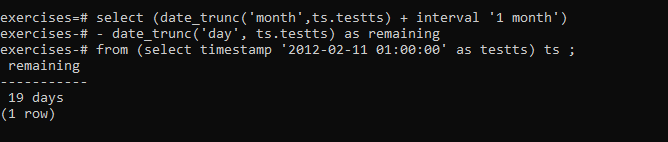 exercises=# select (date_trunc('month',ts.testts) + interval '1 month')
exercises-# - date_trunc('day', ts.testts) as remaining
exercises-# from (select timestamp '2012-02-11 01:00:00' as testts) ts ;
 remaining
-----------
 19 days
(1 row)